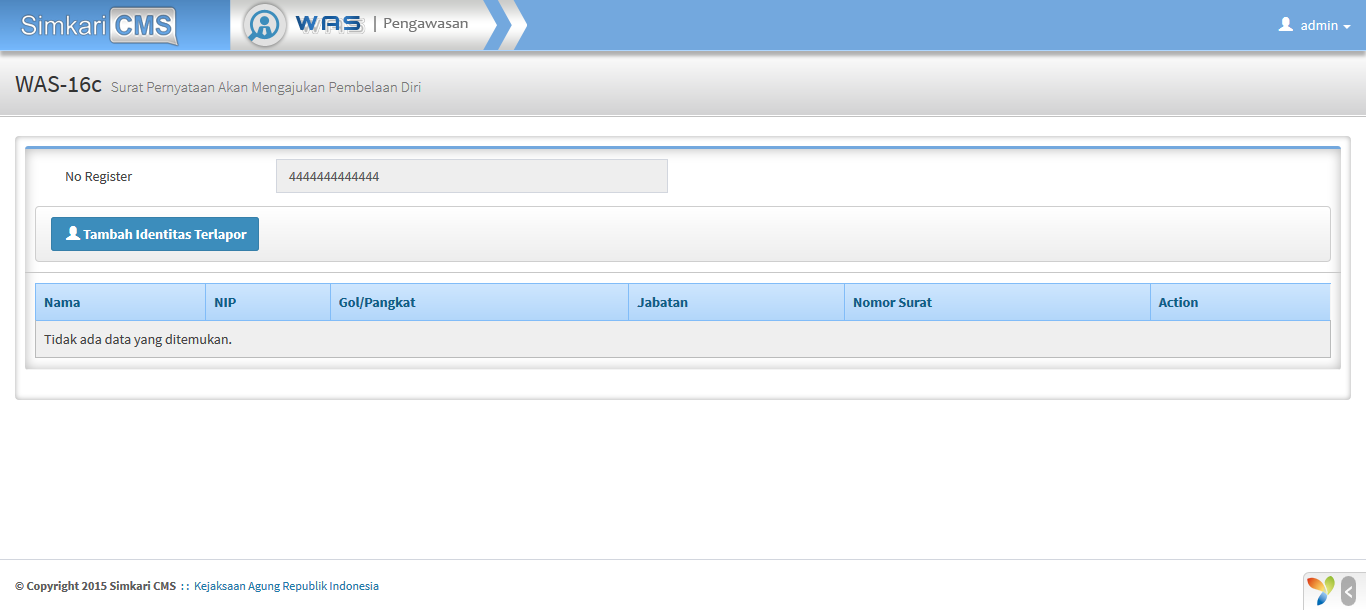 Simkari CMS
WAS | Pengawasan
admin
WAS-16c Surat Pernyataan Akan Mengajukan Pembelaan Diri
No Register 4444444444444
Tambah Identitas Terlapor
Nama NIP Gol/Pangkat Jabatan Nomor Surat Action
Tidak ada data yang ditemukan.
© Copyright 2015 Simkari CMS :: Kejaksaan Agung Republik Indonesia